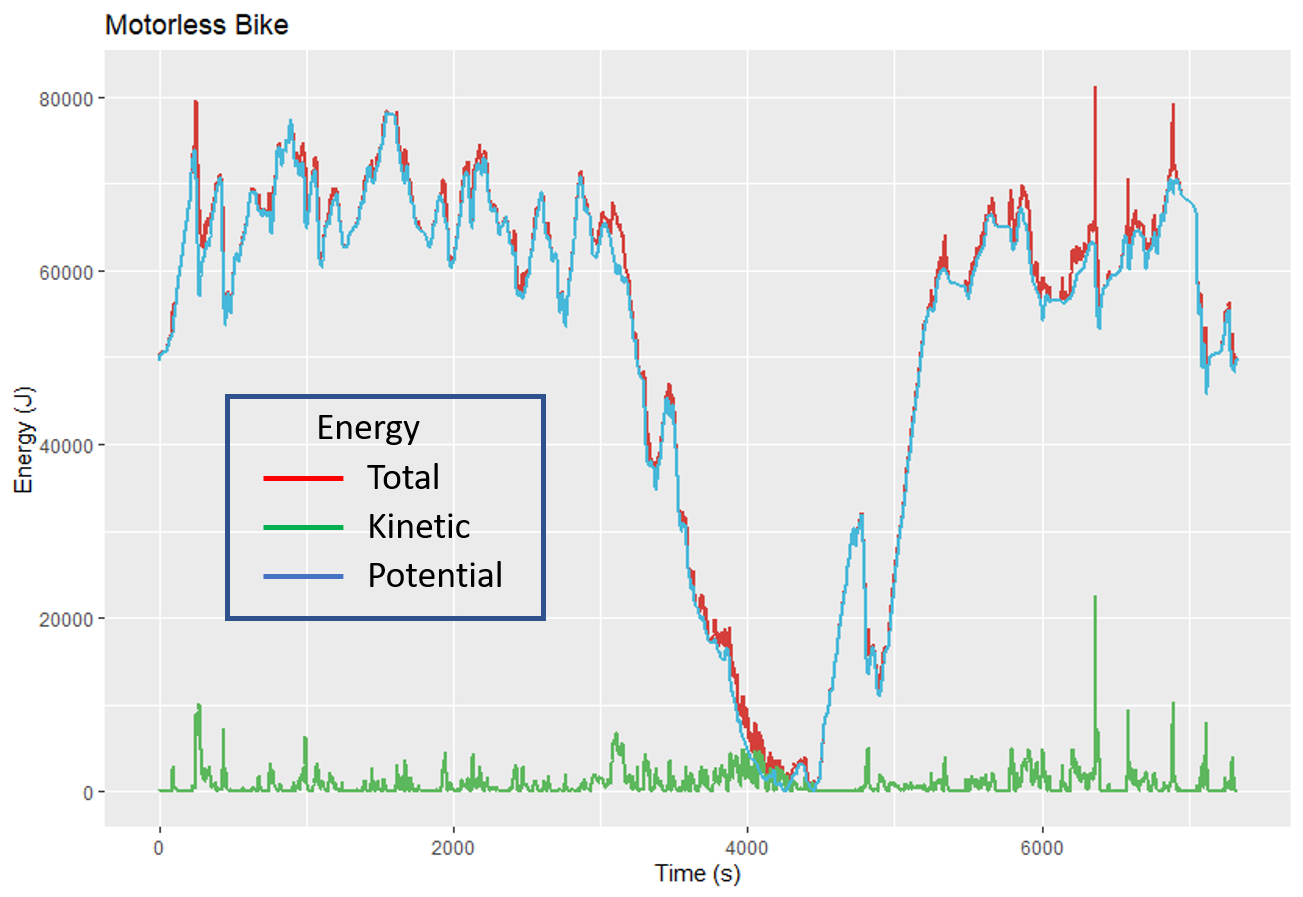 Motorless Bike
80000
60000
40000
20000
0
Energy (J)
Energy
Total
Kinetic
Potential
0 2000 4000 6000
Time (s)